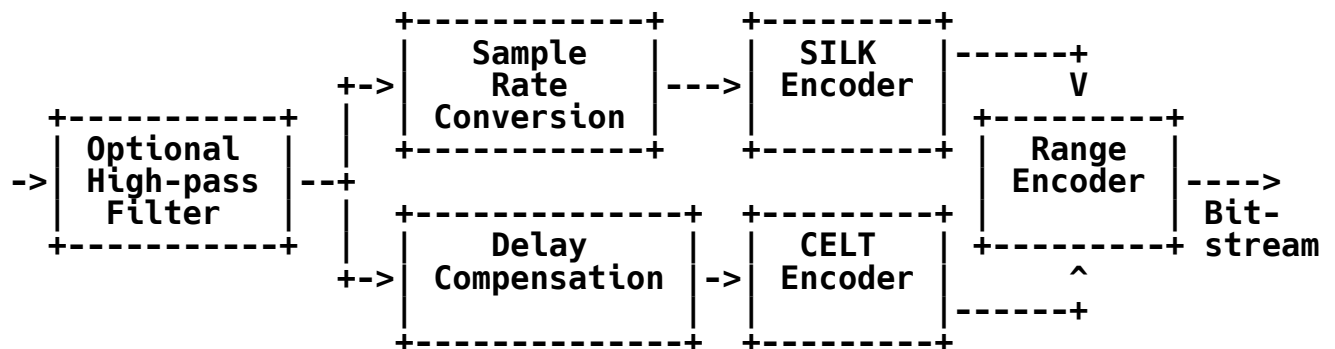 Sample
Rate
Conversion
SILK
Encoder
Optional
High-pass
Filter
Range
Encoder
Bit-
stream
Delay
Compensation
CELT
Encoder